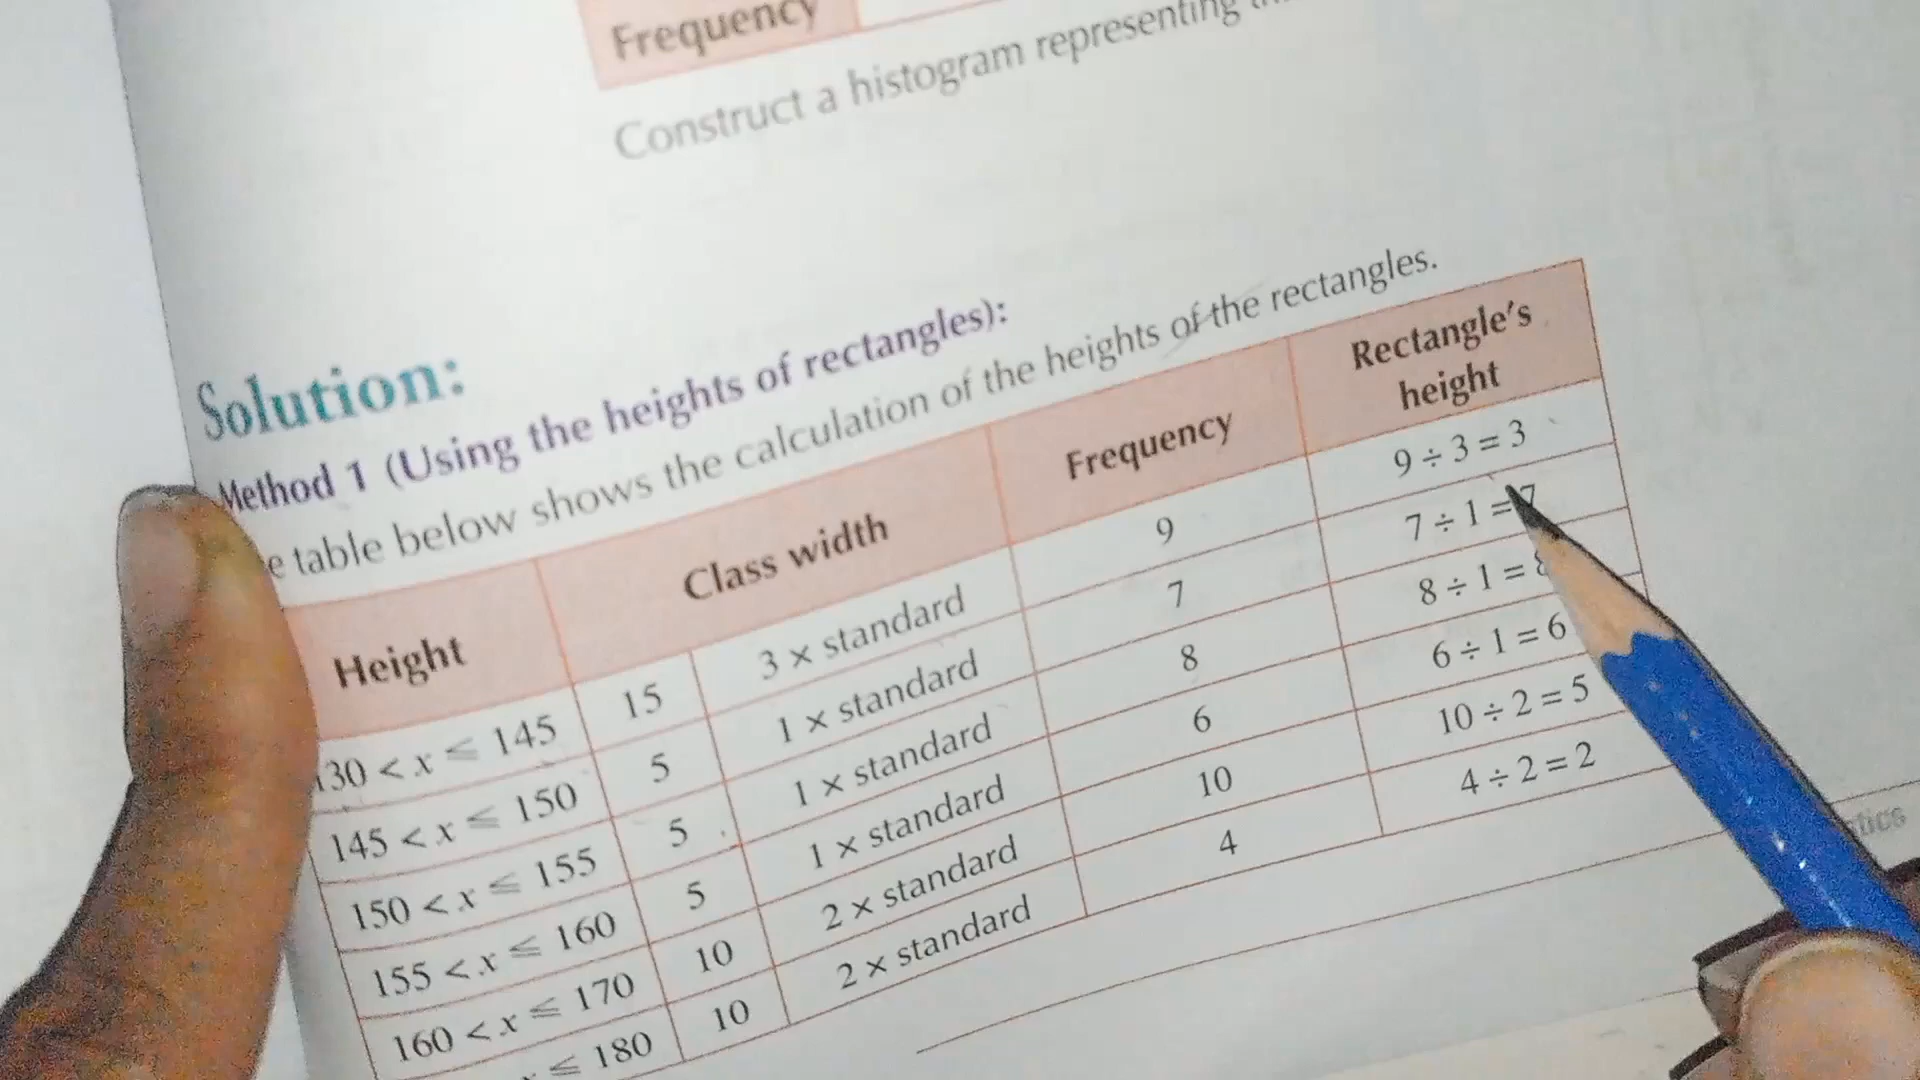 Frequency
Construct a histogram representing
Solution:
Method 1 (Using the heights of rectangles):
table below shows the calculation of the heights of the rectangles.
Height Class width Frequency Rectangle's height
130 < x ⩽ 145 15 3 × standard 9 9 ÷ 3 = 3
145 < x ⩽ 150 5 1 × standard 7 7 ÷ 1 = 7
150 < x ⩽ 155 5 1 × standard 8 8 ÷ 1 = 8
155 < x ⩽ 160 5 1 × standard 6 6 ÷ 1 = 6
160 < x ⩽ 170 10 2 × standard 10 10 ÷ 2 = 5
⩽ 180 10 2 × standard 4 4 ÷ 2 = 2